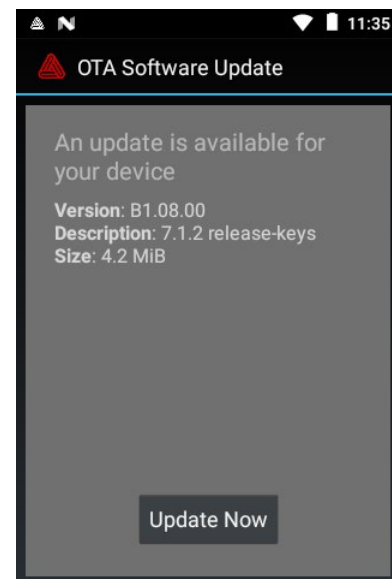 11:35
OTA Software Update
An update is available for
your device
Version: B1.08.00
Description: 7.1.2 release-keys
Size: 4.2 MiB
Update Now